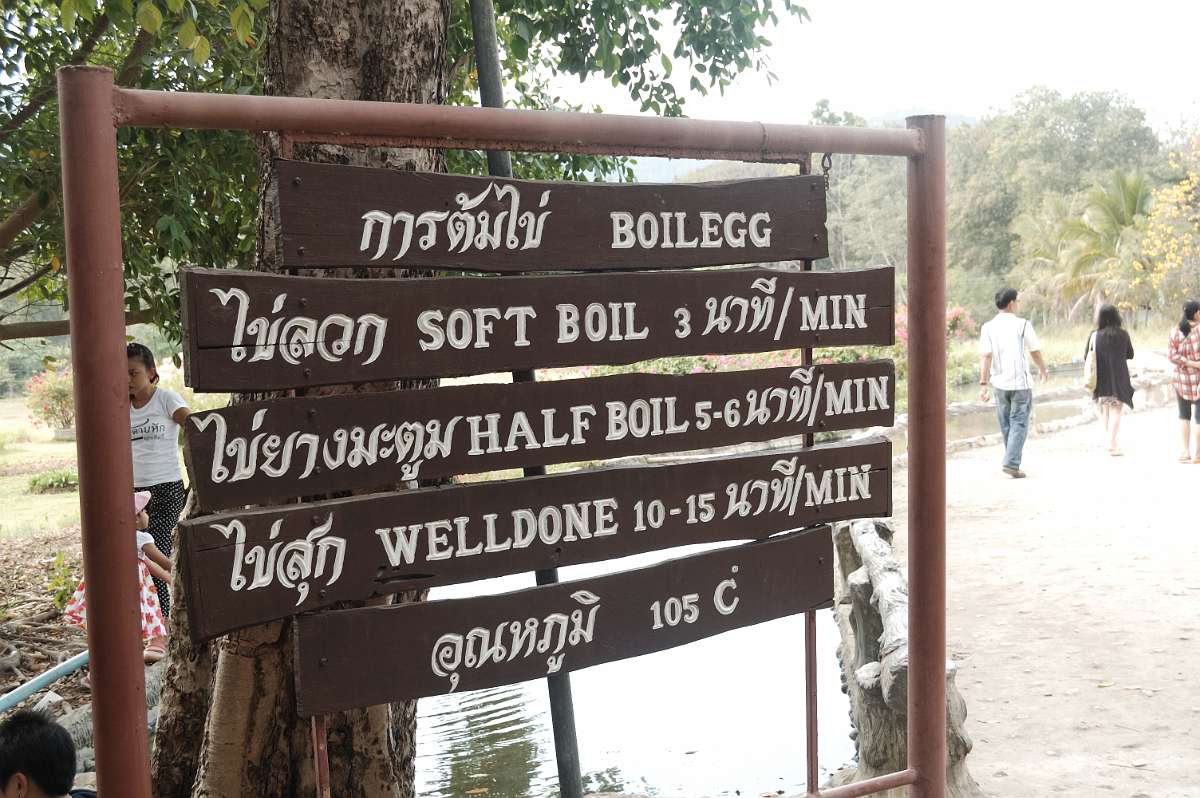 การต้มไข่ BOILEGG
ไข่ลวก SOFT BOIL 3 นาที/MIN
ไข่ยางมะตูม HALF BOIL 5-6 นาที/MIN
ไข่สุก WELLDONE 10-15 นาที/MIN
อุณหภูมิ 105 Ċ